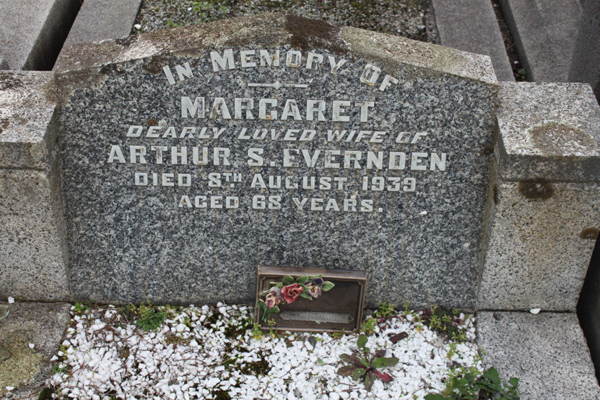 IN MEMORY OF
MARGARET
DEARLY LOVED WIFE OF
ARTHUR S. EVERNDEN
DIED 8TH AUGUST 1939
AGED 68 YEARS.